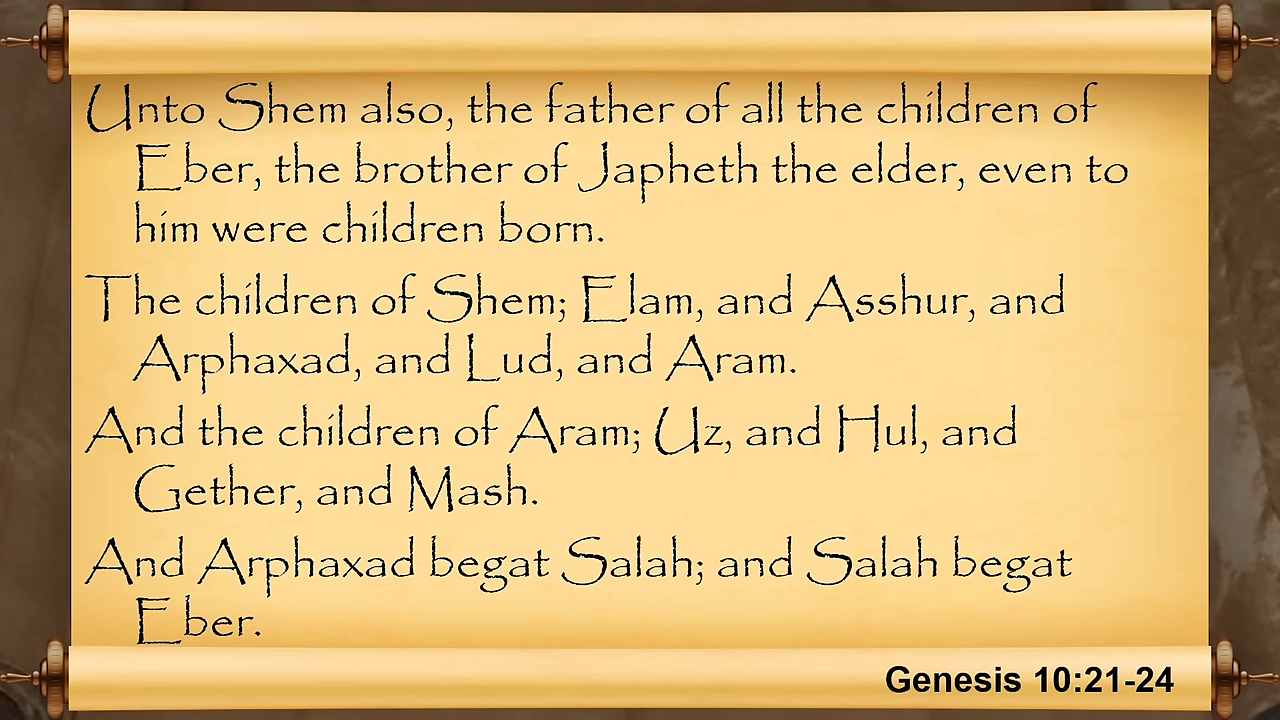 Unto Shem also, the father of all the children of
Eber, the brother of Japheth the elder, even to
him were children born.
The children of Shem; Elam, and Asshur, and
Arphaxad, and Lud, and Aram.
And the children of Aram; Uz, and Hul, and
Gether, and Mash.
And Arphaxad begat Salah; and Salah begat
Eber.
Genesis 10:21-24